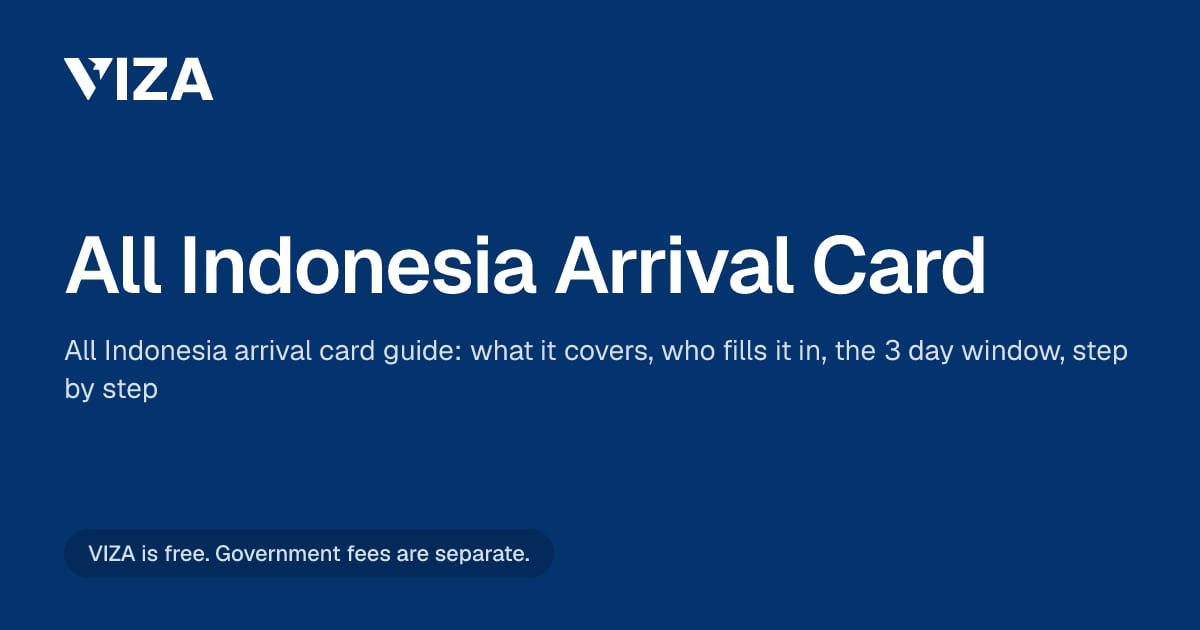 VIZA
All Indonesia Arrival Card
All Indonesia arrival card guide: what it covers, who fills it in, the 3 day window, step
by step
VIZA is free. Government fees are separate.